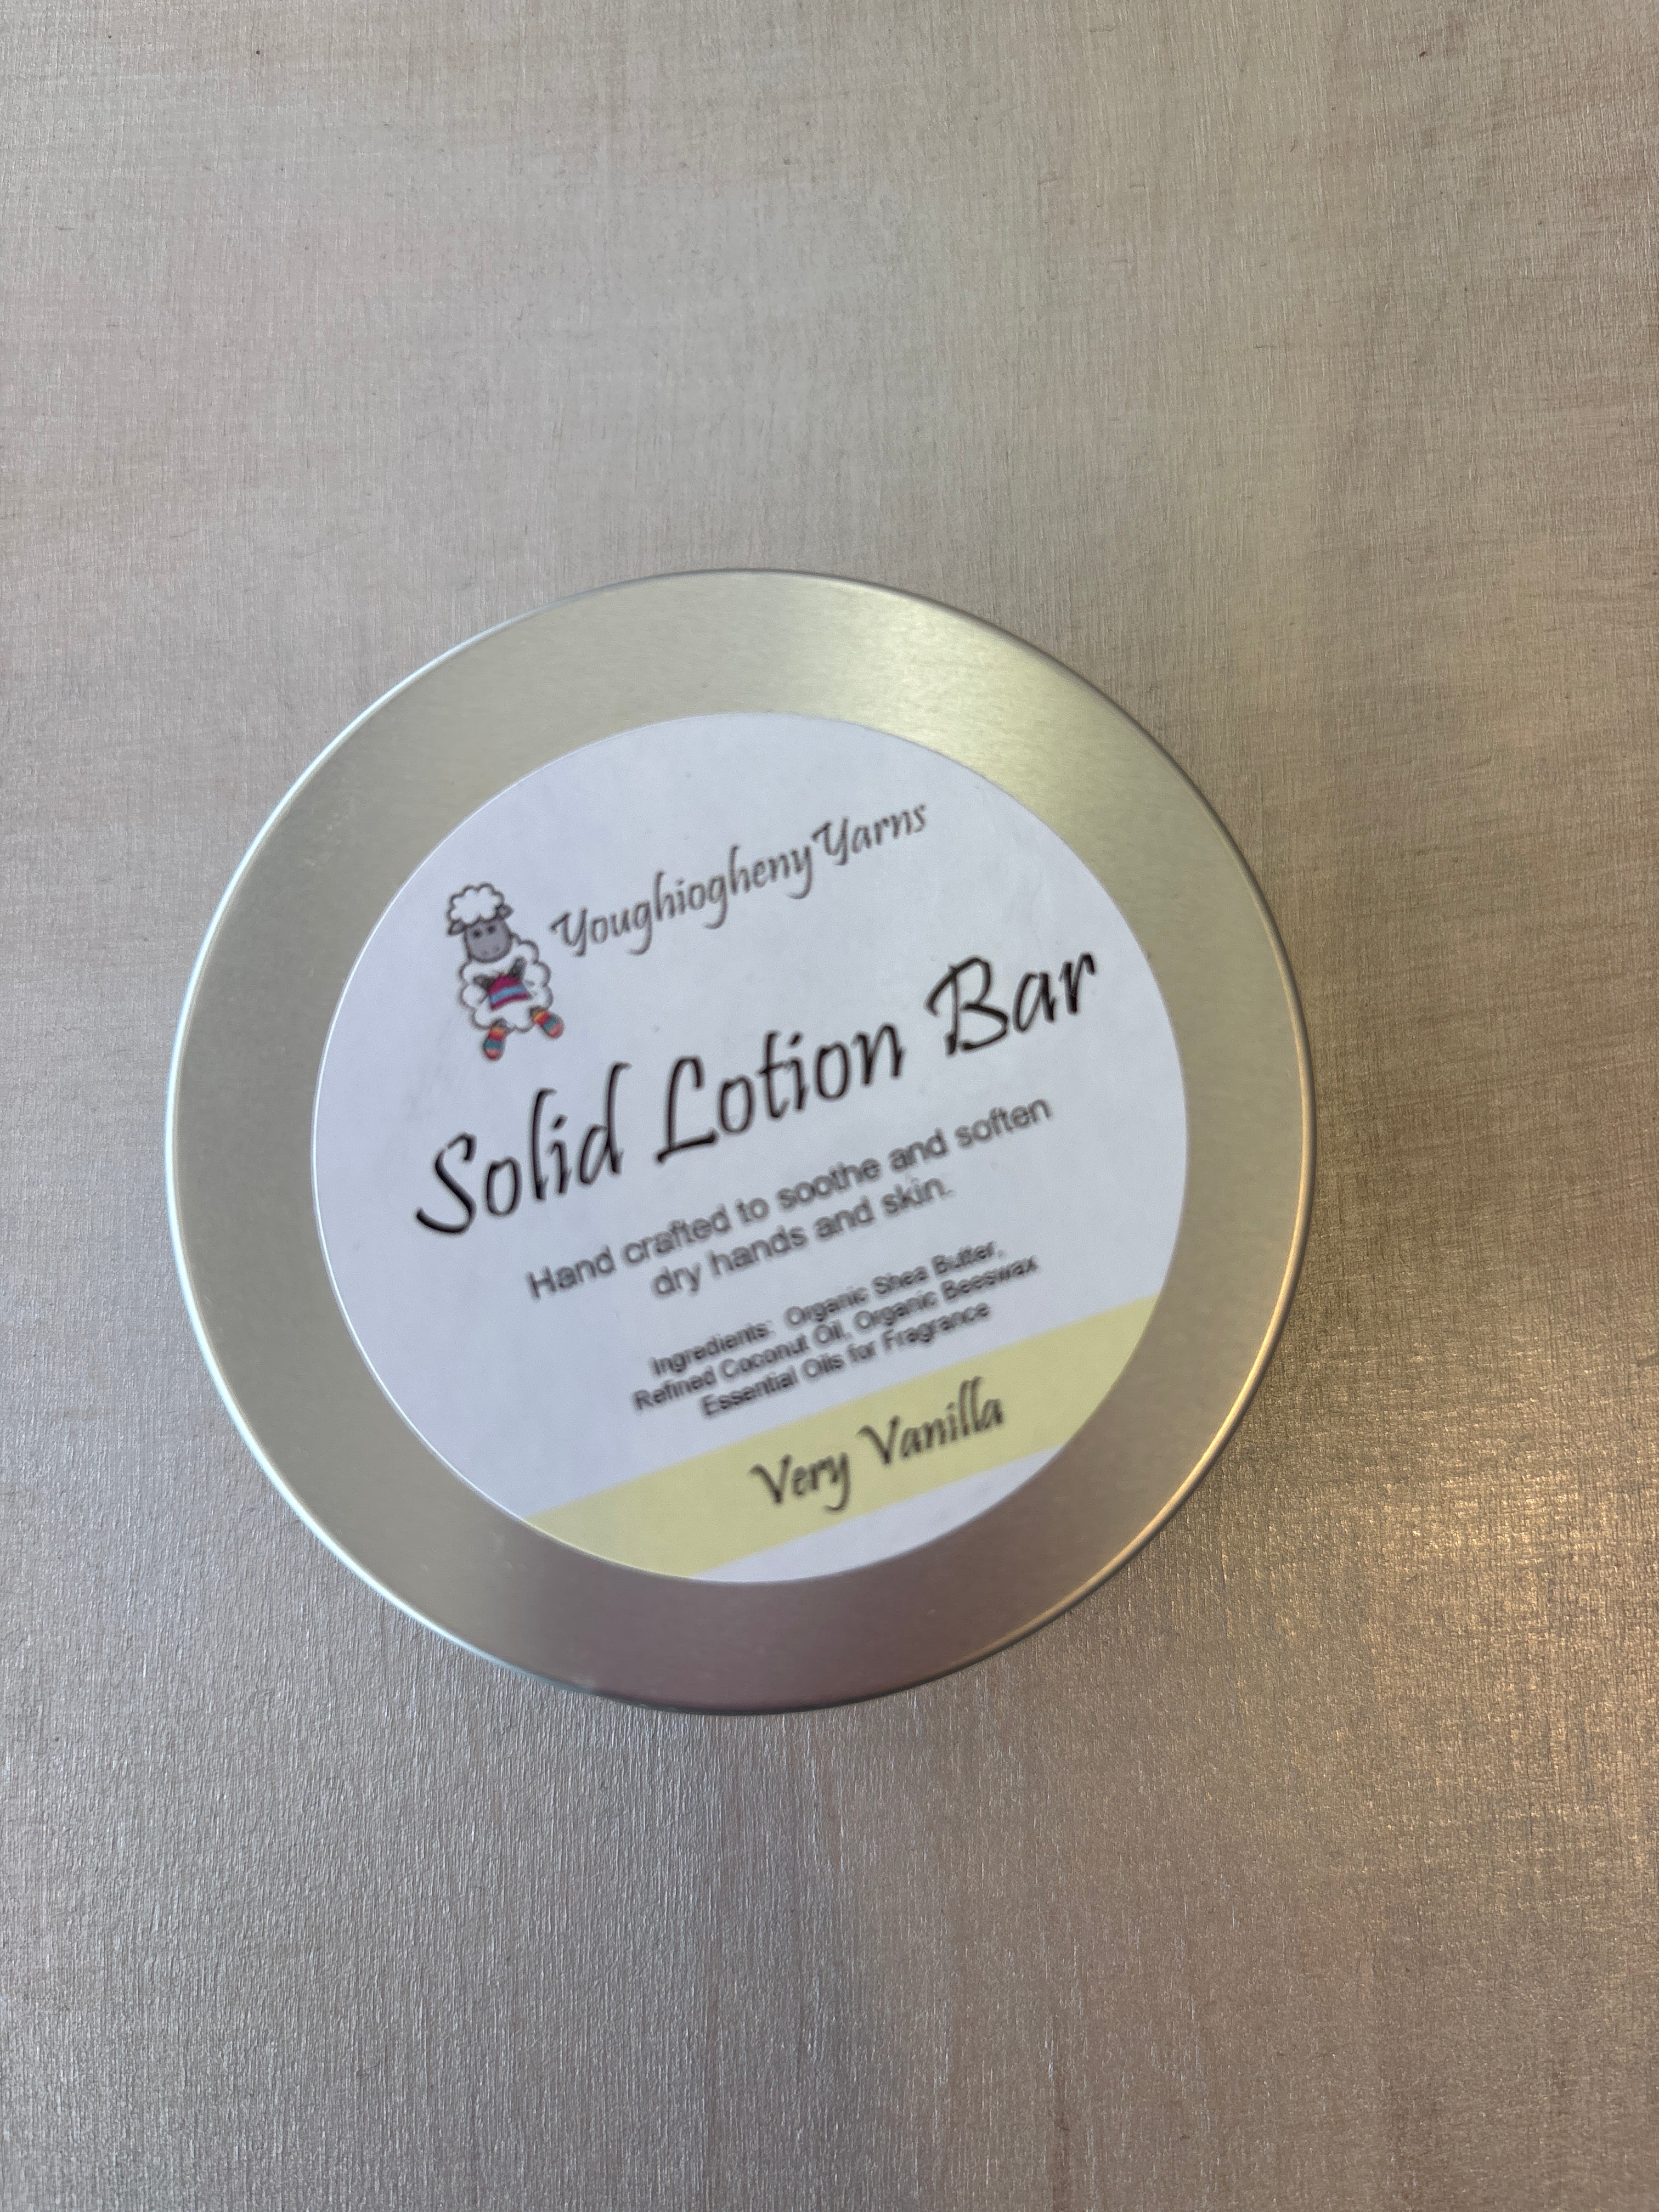 Youghiogheny Yarns
Solid Lotion Bar
Hand crafted to soothe and soften
dry hands and skin.
Ingredients: Organic Shea Butter,
Refined Coconut Oil, Organic Beeswax
Essential Oils for Fragrance
Very Vanilla